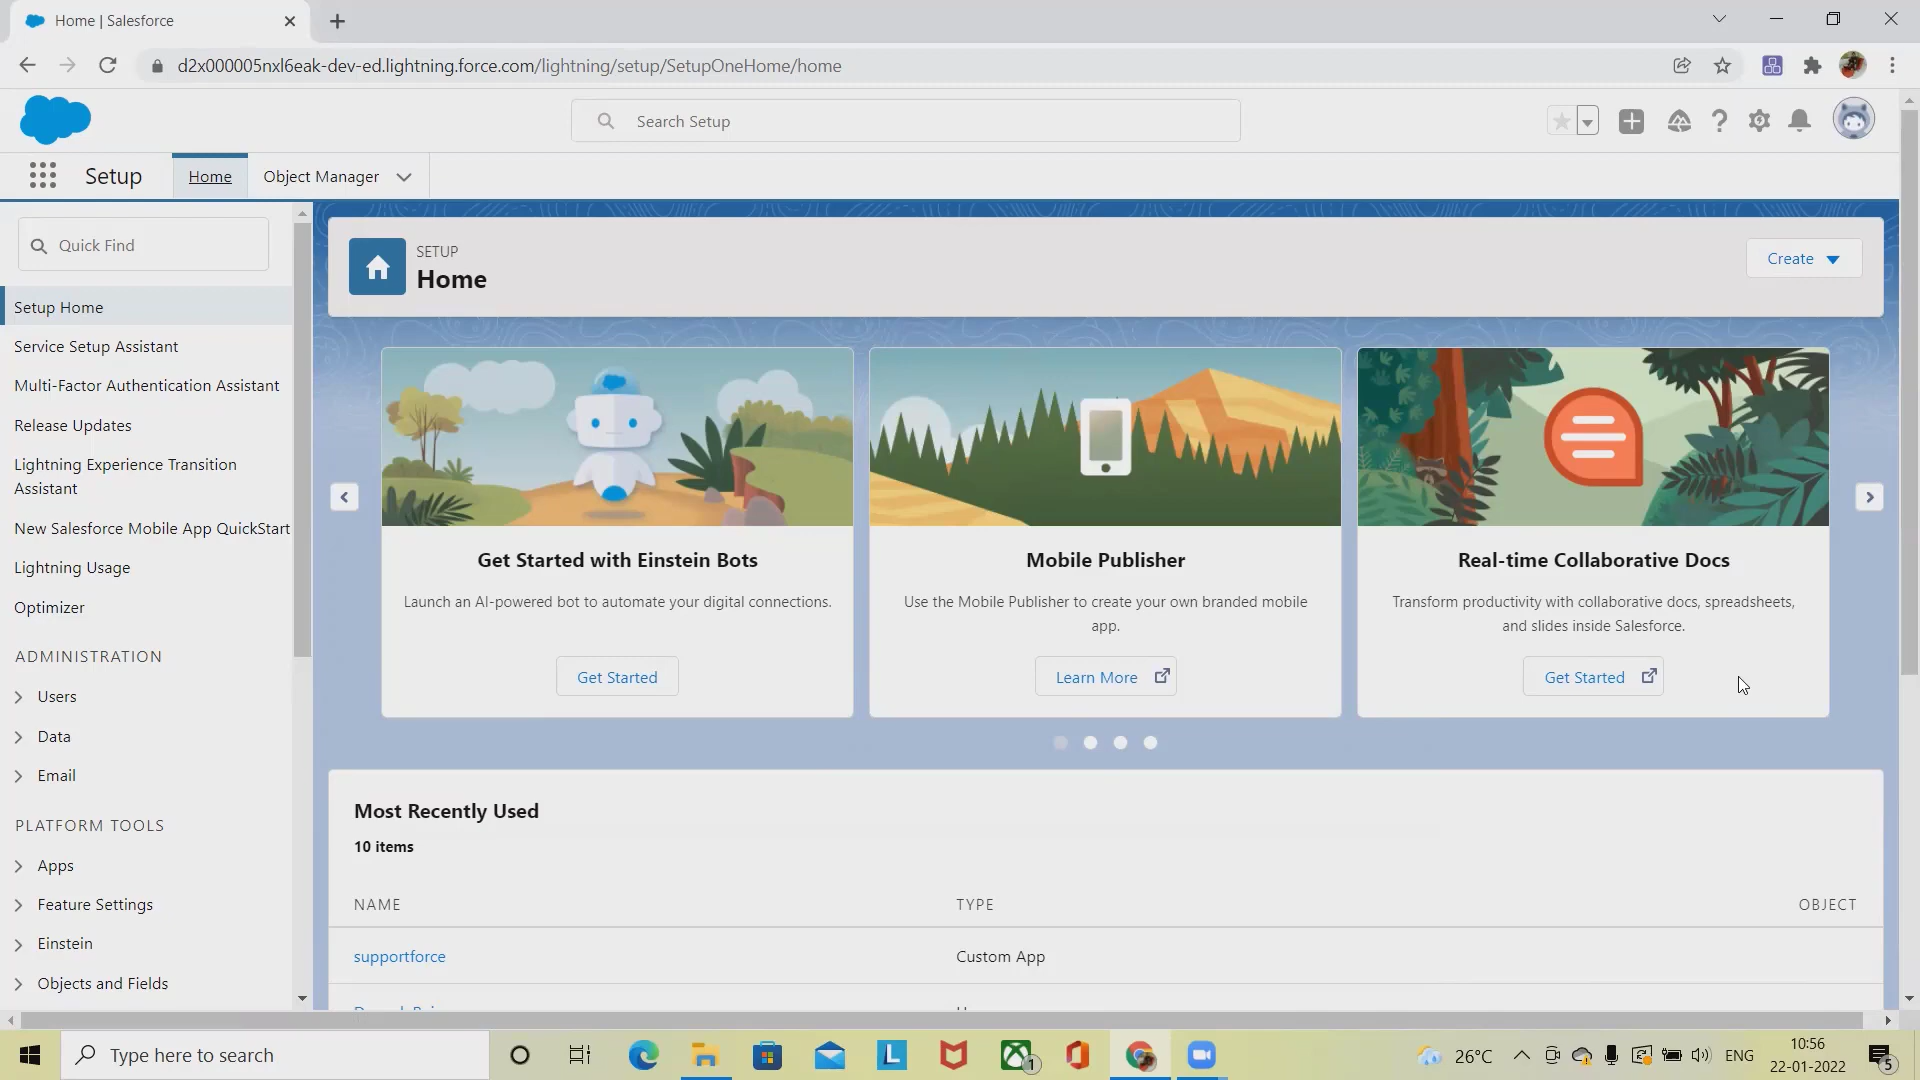 Home | Salesforce
d2x000005nxl6eak-dev-ed.lightning.force.com/lightning/setup/SetupOneHome/home
Search Setup
Setup
Home
Object Manager
Quick Find
Setup Home
Service Setup Assistant
Multi-Factor Authentication Assistant
Release Updates
Lightning Experience Transition
Assistant
New Salesforce Mobile App QuickStart
Lightning Usage
Optimizer
ADMINISTRATION
Users
Data
Email
PLATFORM TOOLS
Apps
Feature Settings
Einstein
Objects and Fields
SETUP
Home
Create
Get Started with Einstein Bots
Launch an AI-powered bot to automate your digital connections.
Get Started
Mobile Publisher
Use the Mobile Publisher to create your own branded mobile
app.
Learn More
Real-time Collaborative Docs
Transform productivity with collaborative docs, spreadsheets,
and slides inside Salesforce.
Get Started
Most Recently Used
10 items
NAME TYPE OBJECT
supportforce Custom App
Type here to search
L
1
26°C
ENG
10:56
22-01-2022
5